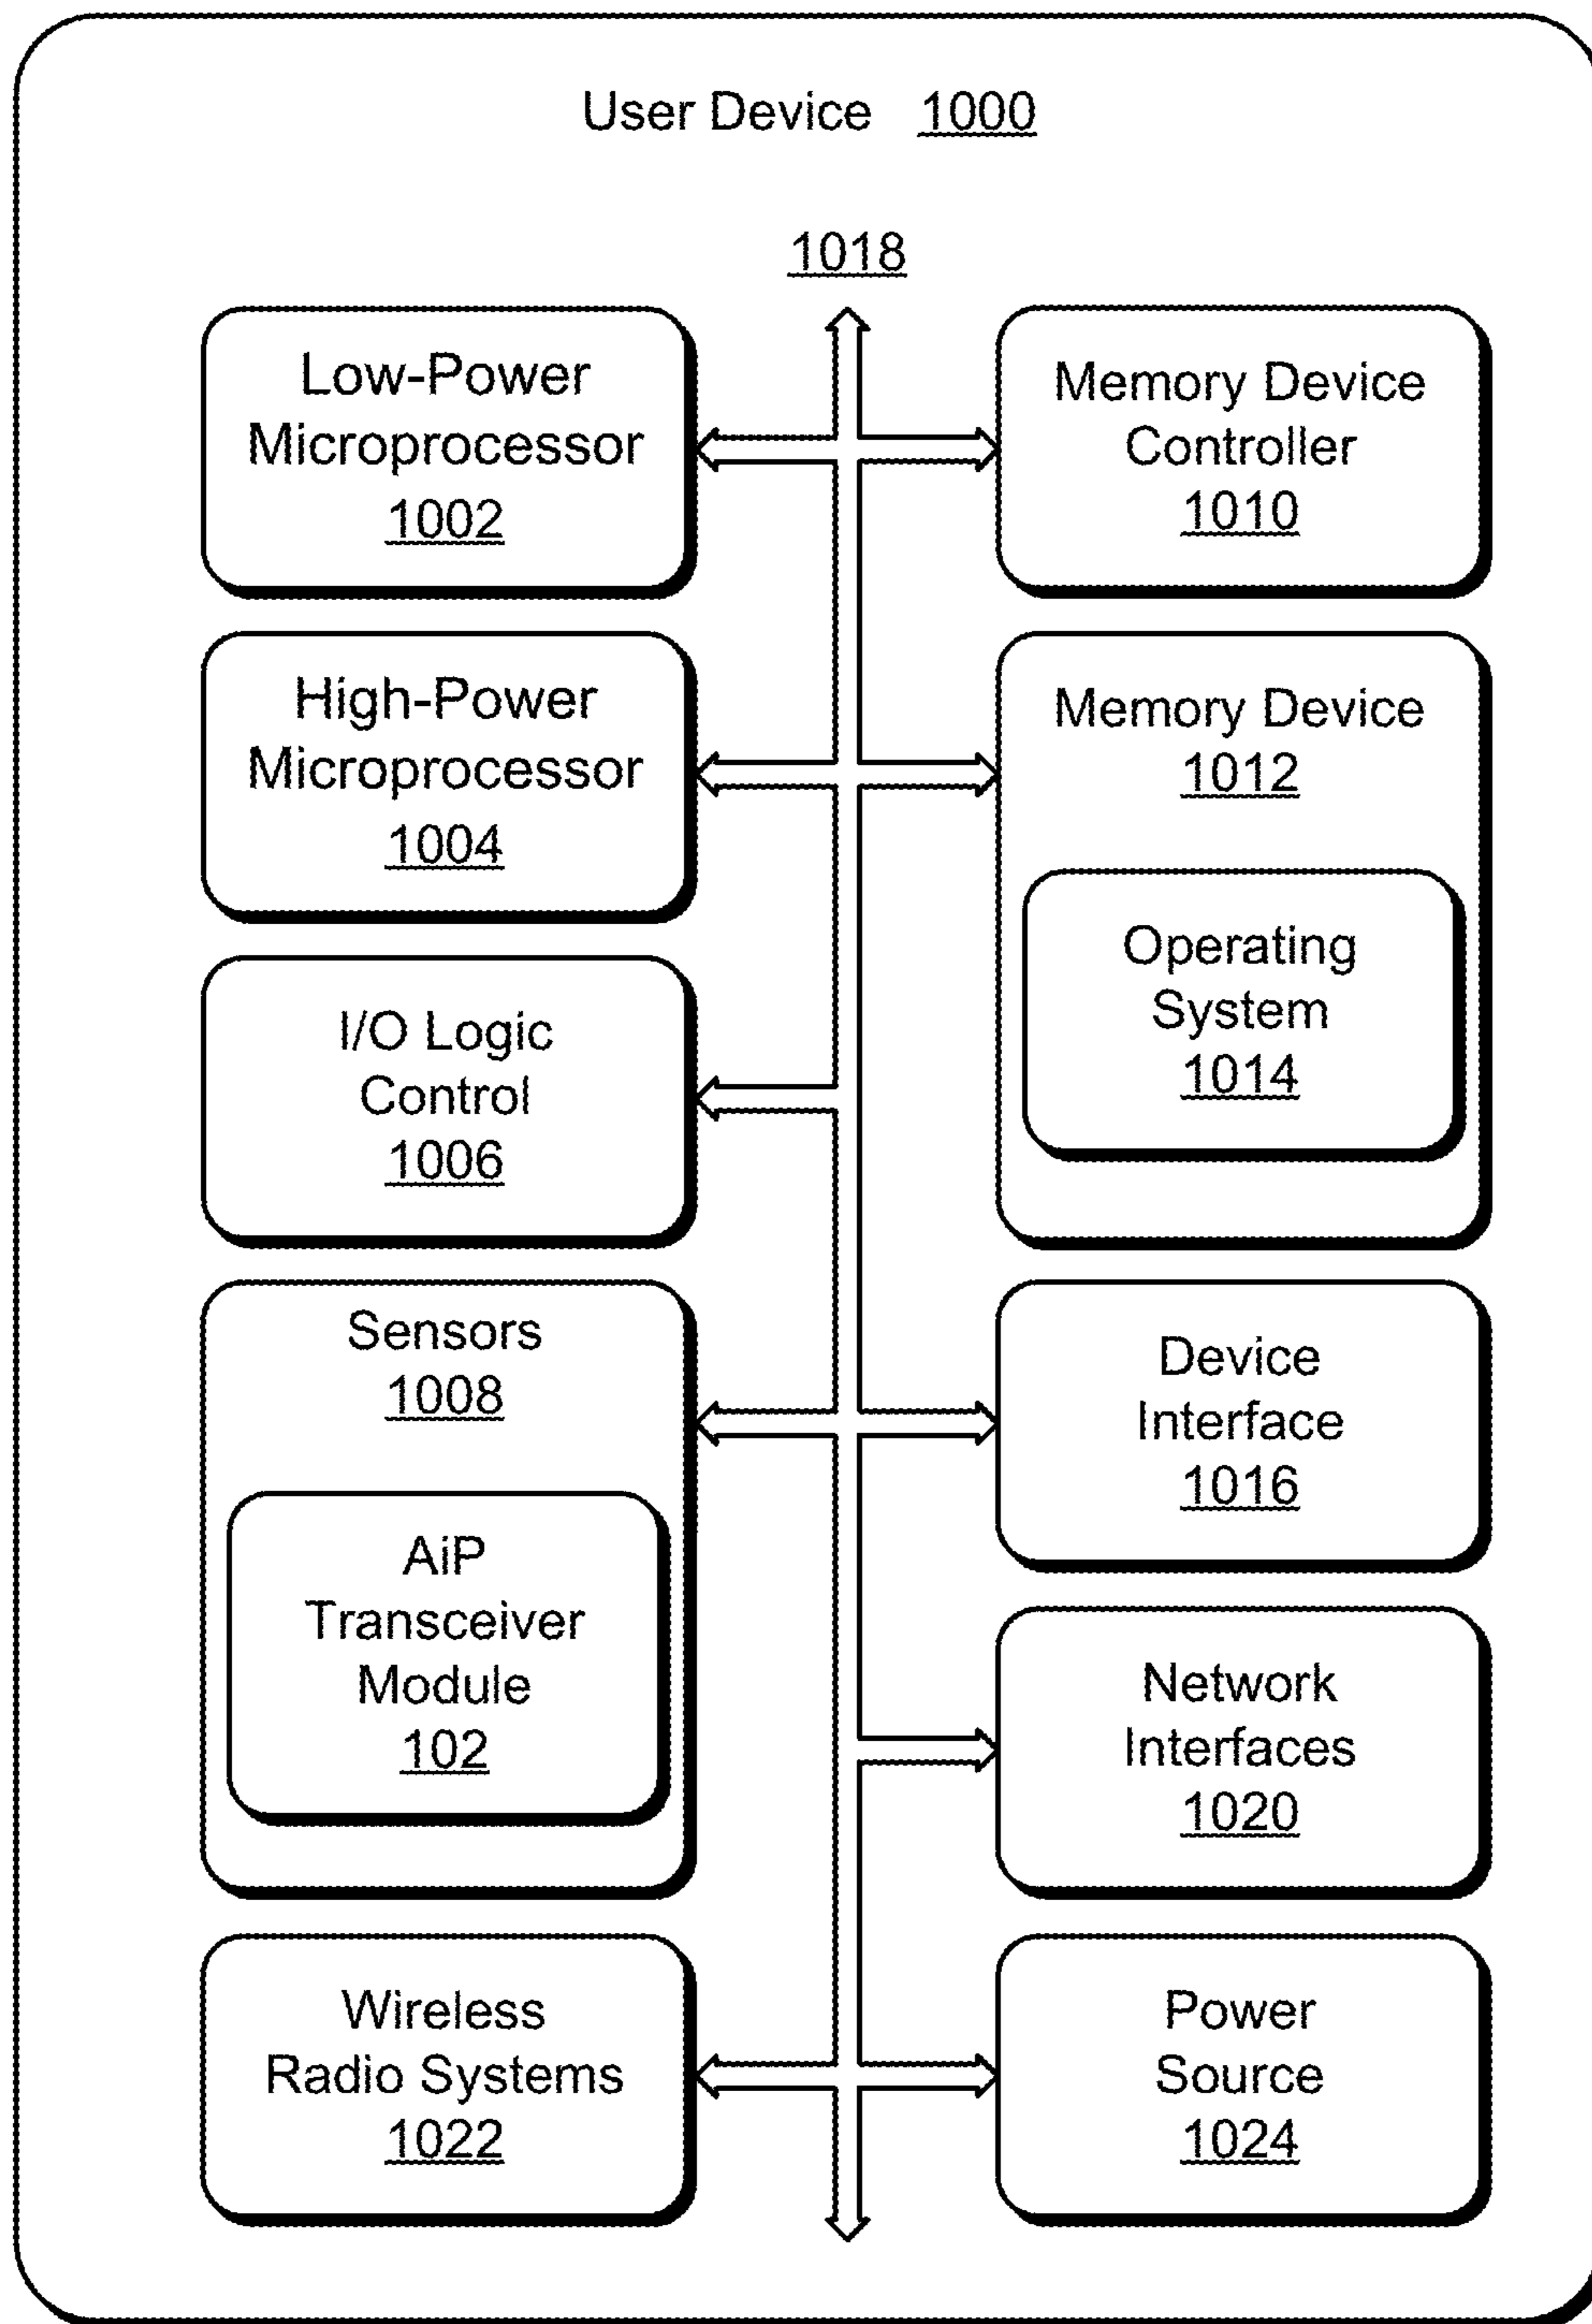 User Device 1000
1018
Low-Power
Microprocessor
1002
High-Power
Microprocessor
1004
I/O Logic
Control
1006
Sensors
1008
AiP
Transceiver
Module
102
Wireless
Radio Systems
1022
Memory Device
Controller
1010
Memory Device
1012
Operating
System
1014
Device
Interface
1016
Network
Interfaces
1020
Power
Source
1024